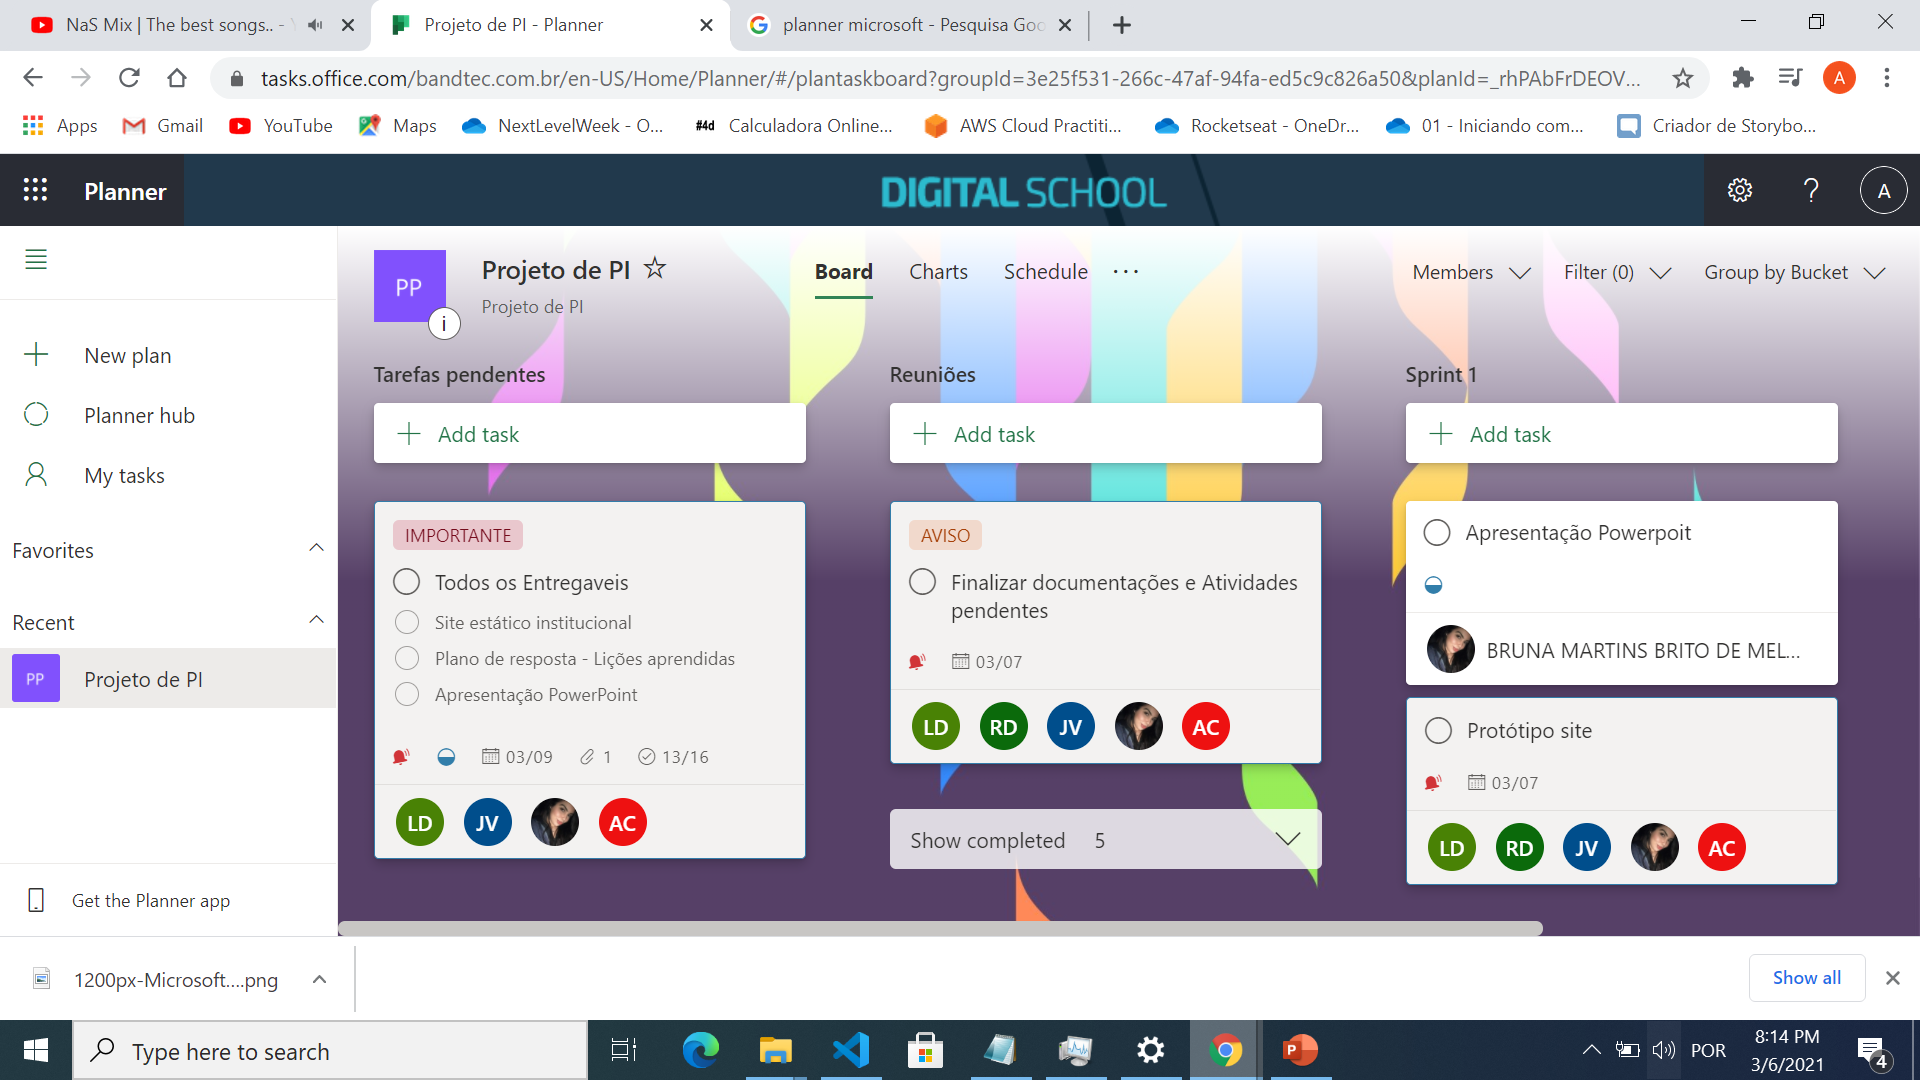 NaS Mix | The best songs.. - Y
Projeto de PI - Planner
planner microsoft - Pesquisa Goo
tasks.office.com/bandtec.com.br/en-US/Home/Planner/#/plantaskboard?groupId=3e25f531-266c-47af-94fa-ed5c9c826a50&planId=_rhPAbFrDEOV...
A
Apps
Gmail
YouTube
Maps
NextLevelWeek - O...
#4d
Calculadora Online...
AWS Cloud Practiti...
Rocketseat - OneDr...
01 - Iniciando com...
Criador de Storybo...
Planner
DIGITAL SCHOOL
?
A
PP
i
Projeto de PI
Projeto de PI
Board
Charts
Schedule
...
Members
Filter (0)
Group by Bucket
New plan
Planner hub
My tasks
Favorites
Recent
PP
Projeto de PI
Get the Planner app
Tarefas pendentes
Add task
IMPORTANTE
Todos os Entregaveis
Site estático institucional
Plano de resposta - Lições aprendidas
Apresentação PowerPoint
03/09
1
13/16
LD
JV
AC
Reuniões
Add task
AVISO
Finalizar documentações e Atividades
pendentes
03/07
LD
RD
JV
AC
Show completed 5
Sprint 1
Add task
Apresentação Powerpoit
BRUNA MARTINS BRITO DE MEL...
Protótipo site
03/07
LD
RD
JV
AC
1200px-Microsoft....png
Show all
Type here to search
P
POR
8:14 PM
3/6/2021
4